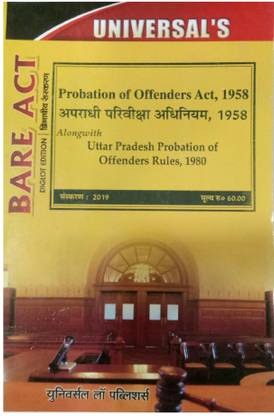 UNIVERSAL'S
BARE ACT
DIGLOT EDITION | द्विभाषीय संस्करण
Probation of Offenders Act, 1958
अपराधी परिवीक्षा अधिनियम, 1958
Alongwith
Uttar Pradesh Probation of
Offenders Rules, 1980
संस्करण : 2019
मूल्य रु० 60.00
यूनिवर्सल लॉ पब्लिशर्स